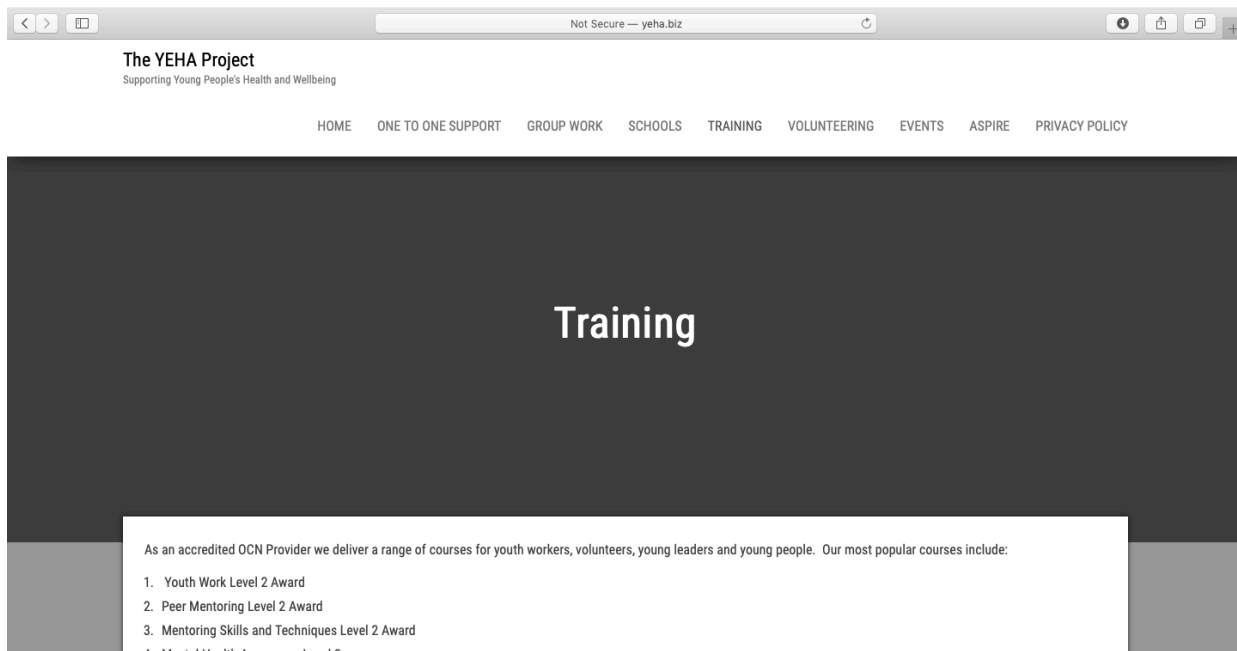 Not Secure — yeha.biz
The YEHA Project
Supporting Young People's Health and Wellbeing
HOME ONE TO ONE SUPPORT GROUP WORK SCHOOLS TRAINING VOLUNTEERING EVENTS ASPIRE PRIVACY POLICY
Training
As an accredited OCN Provider we deliver a range of courses for youth workers, volunteers, young leaders and young people. Our most popular courses include:
1. Youth Work Level 2 Award
2. Peer Mentoring Level 2 Award
3. Mentoring Skills and Techniques Level 2 Award